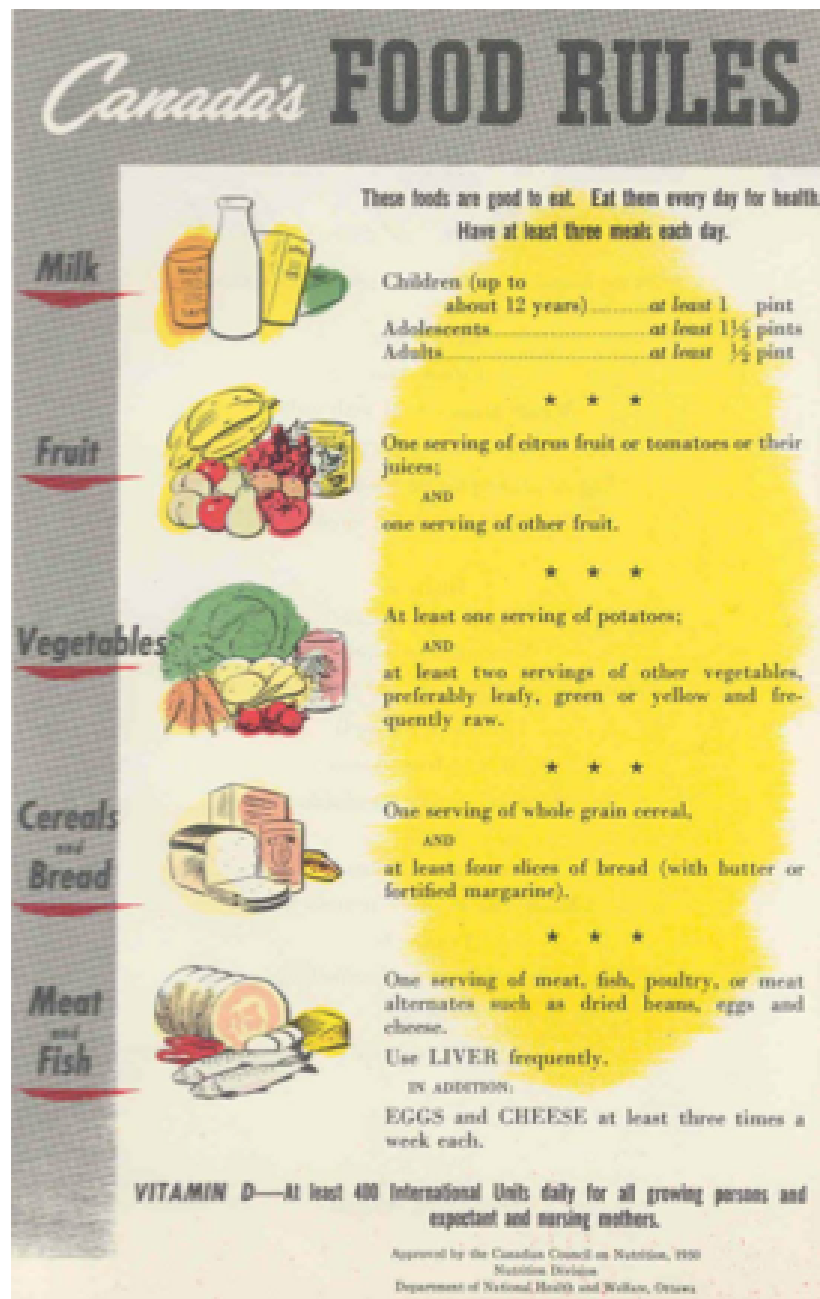 Canada's FOOD RULES
These foods are good to eat. Eat them every day for health.
Have at least three meals each day.
Milk
Children (up to
about 12 years)..........at least 1 pint
Adolescents..........at least 1½ pints
Adults..........at least ½ pint
★ ★ ★
Fruit
One serving of citrus fruit or tomatoes or their
juices;
AND
one serving of other fruit.
★ ★ ★
Vegetables
At least one serving of potatoes;
AND
at least two servings of other vegetables,
preferably leafy, green or yellow and fre-
quently raw.
★ ★ ★
Cereals
and
Bread
One serving of whole grain cereal,
AND
at least four slices of bread (with butter or
fortified margarine).
★ ★ ★
Meat
and
Fish
One serving of meat, fish, poultry, or meat
alternates such as dried beans, eggs and
cheese.
Use LIVER frequently.
IN ADDITION:
EGGS and CHEESE at least three times a
week each.
VITAMIN D—At least 400 International Units daily for all growing persons and
expectant and nursing mothers.
Approved by the Canadian Council on Nutrition, 1950
Nutrition Division
Department of National Health and Welfare, Ottawa